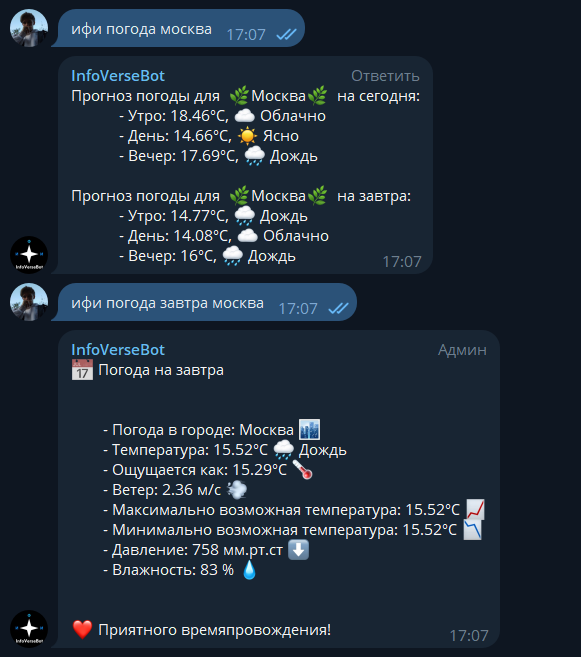 ифи погода москва 17:07
InfoVerseBot Ответить
Прогноз погоды для 🌿Москва🌿 на сегодня:
- Утро: 18.46°C, ☁️ Облачно
- День: 14.66°C, ☀️ Ясно
- Вечер: 17.69°C, 🌧 Дождь
Прогноз погоды для 🌿Москва🌿 на завтра:
- Утро: 14.77°C, 🌧 Дождь
- День: 14.08°C, ☁️ Облачно
- Вечер: 16°C, 🌧 Дождь
17:07
InfoVerseBot
ифи погода завтра москва 17:07
InfoVerseBot Админ
📅 Погода на завтра
- Погода в городе: Москва 🏙
- Температура: 15.52°C 🌧 Дождь
- Ощущается как: 15.29°C 🌡
- Ветер: 2.36 м/с 💨
- Максимально возможная температура: 15.52°C 📈
- Минимально возможная температура: 15.52°C 📉
- Давление: 758 мм.рт.ст ⬇️
- Влажность: 83 % 💧
❤️ Приятного времяпровождения!
17:07
InfoVerseBot